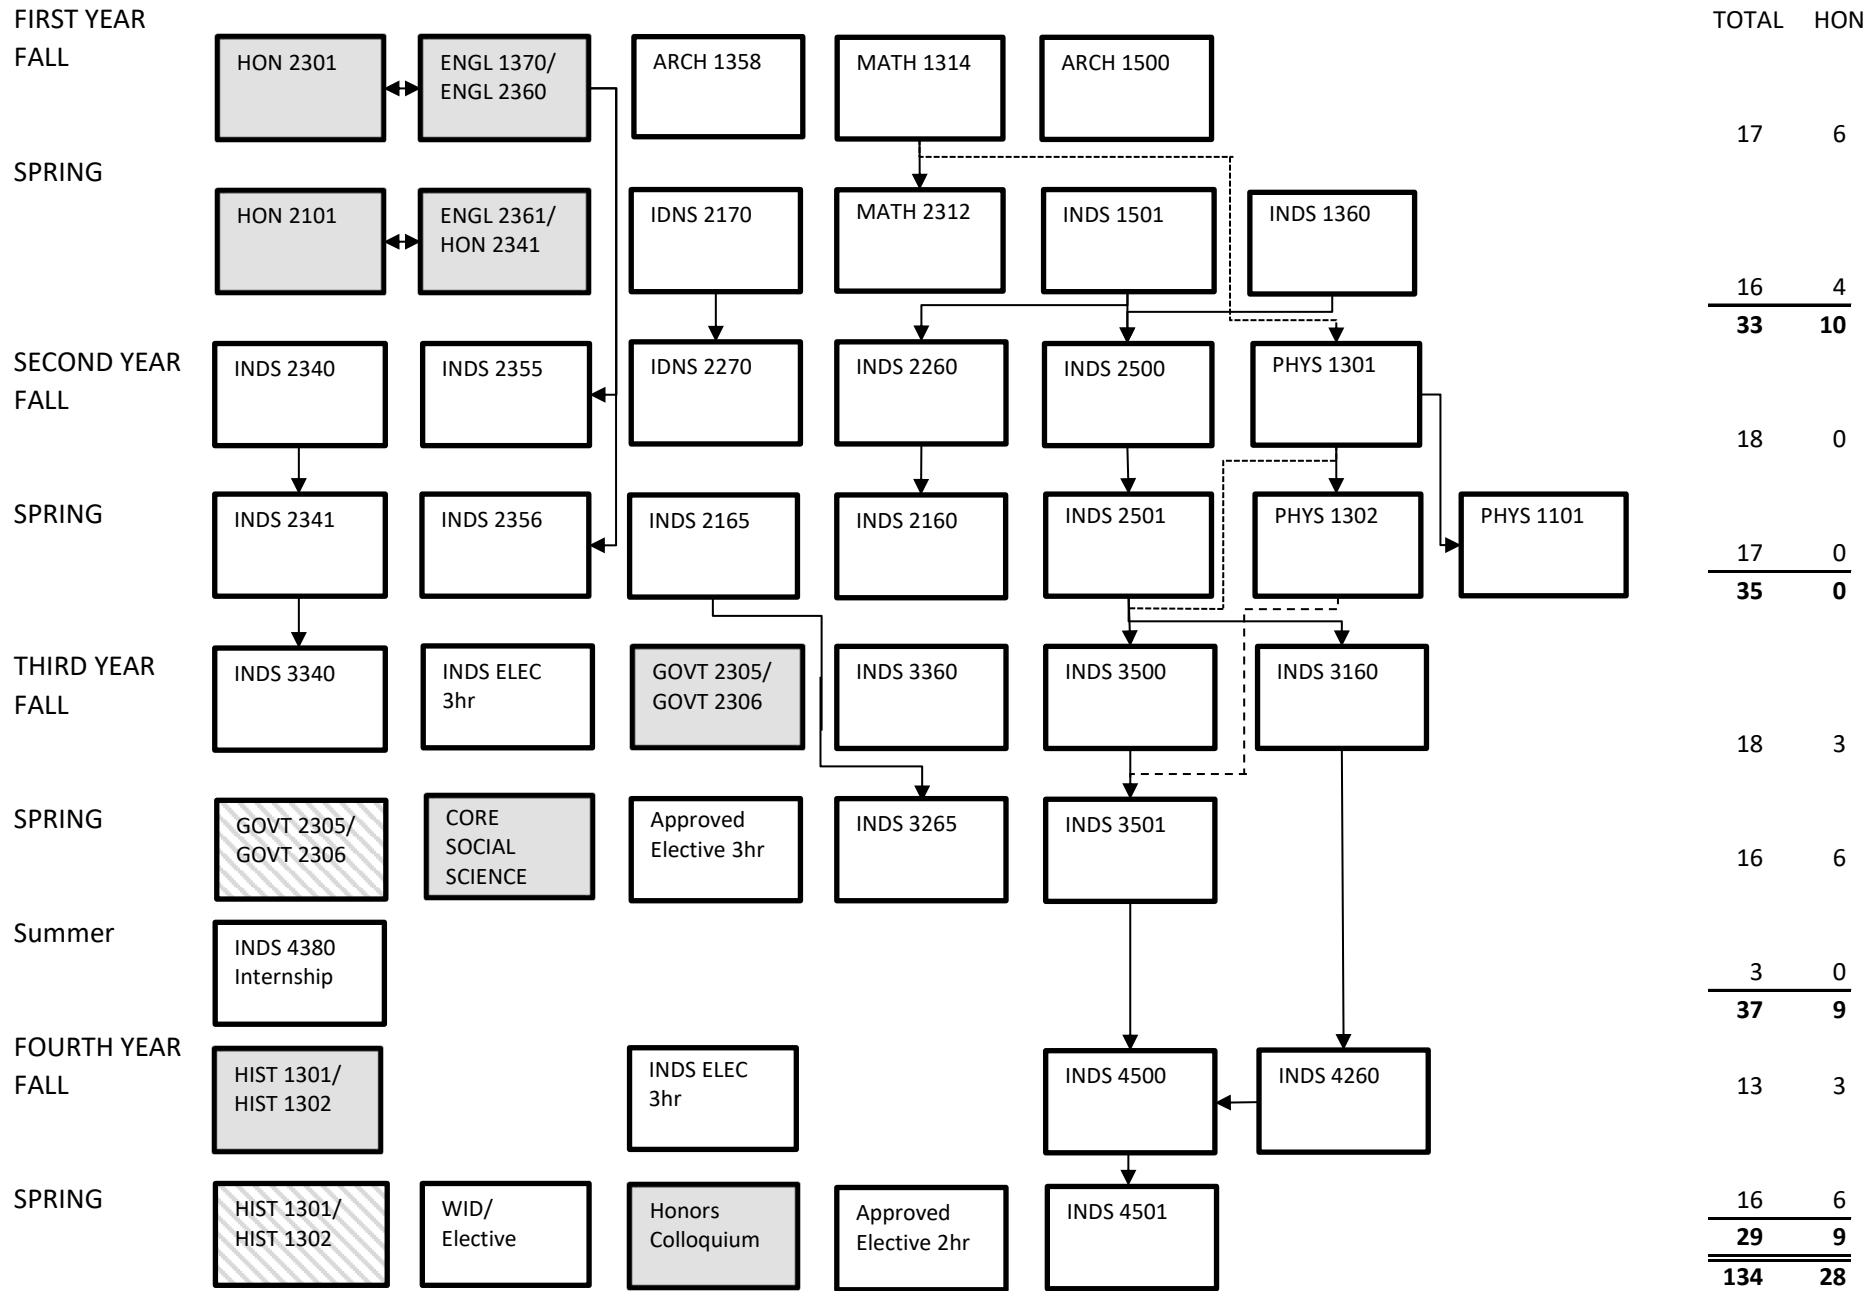 FIRST YEAR
TOTAL HON
FALL
HON 2301
ENGL 1370/
ENGL 2360
ARCH 1358
MATH 1314
ARCH 1500
17 6
SPRING
HON 2101
ENGL 2361/
HON 2341
IDNS 2170
MATH 2312
INDS 1501
INDS 1360
16 4
33 10
SECOND YEAR
FALL
INDS 2340
INDS 2355
IDNS 2270
INDS 2260
INDS 2500
PHYS 1301
18 0
SPRING
INDS 2341
INDS 2356
INDS 2165
INDS 2160
INDS 2501
PHYS 1302
PHYS 1101
17 0
35 0
THIRD YEAR
FALL
INDS 3340
INDS ELEC
3hr
GOVT 2305/
GOVT 2306
INDS 3360
INDS 3500
INDS 3160
18 3
SPRING
GOVT 2305/
GOVT 2306
CORE
SOCIAL
SCIENCE
Approved
Elective 3hr
INDS 3265
INDS 3501
16 6
Summer
INDS 4380
Internship
3 0
37 9
FOURTH YEAR
FALL
HIST 1301/
HIST 1302
INDS ELEC
3hr
INDS 4500
INDS 4260
13 3
SPRING
HIST 1301/
HIST 1302
WID/
Elective
Honors
Colloquium
Approved
Elective 2hr
INDS 4501
16 6
29 9
134 28